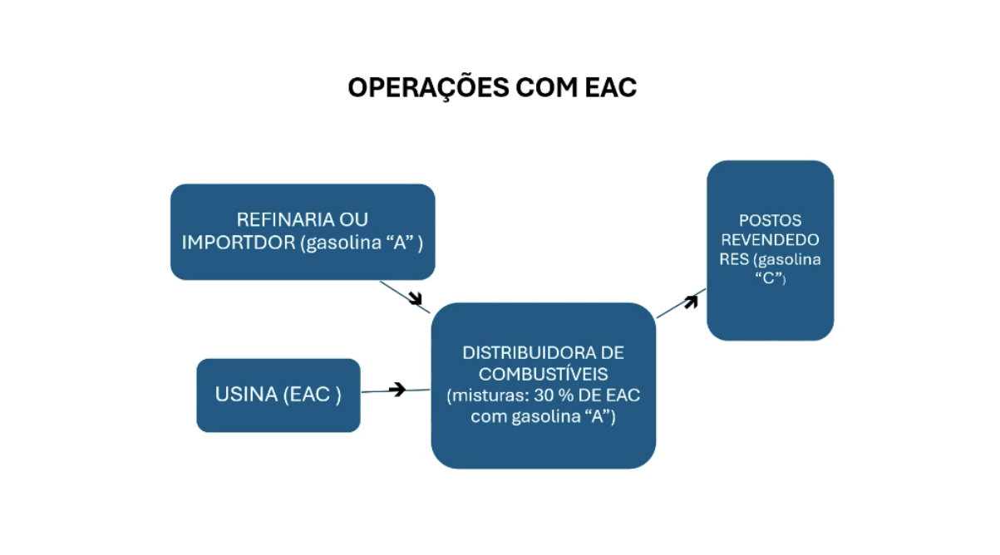 OPERAÇÕES COM EAC
REFINARIA OU
IMPORTDOR (gasolina “A” )
USINA (EAC )
DISTRIBUIDORA DE
COMBUSTÍVEIS
(misturas: 30 % DE EAC
com gasolina “A”)
POSTOS
REVENDEDO
RES (gasolina
“C”)